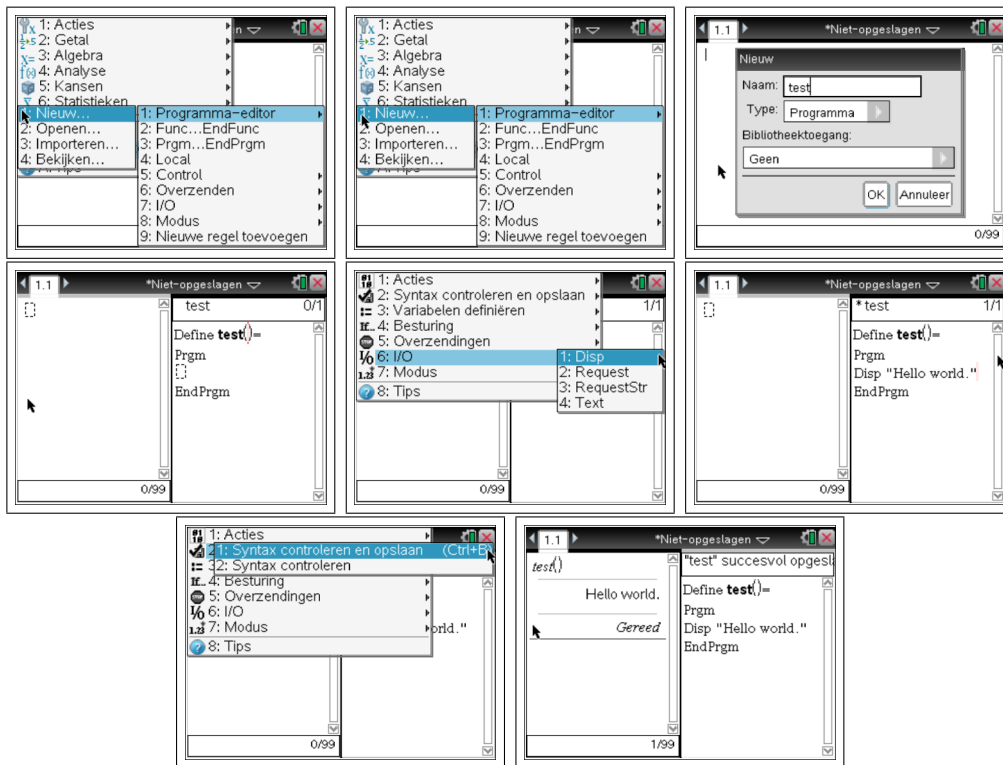 1: Acties
2: Getal
3: Algebra
4: Analyse
5: Kansen
6: Statistieken
1: Nieuw...
2: Openen...
3: Importeren...
4: Bekijken...
1: Programma-editor
2: Func...EndFunc
3: Prgm...EndPrgm
4: Local
5: Control
6: Overzenden
7: I/O
8: Modus
9: Nieuwe regel toevoegen
1: Acties
2: Getal
3: Algebra
4: Analyse
5: Kansen
6: Statistieken
1: Nieuw...
2: Openen...
3: Importeren...
4: Bekijken...
1: Programma-editor
2: Func...EndFunc
3: Prgm...EndPrgm
4: Local
5: Control
6: Overzenden
7: I/O
8: Modus
9: Nieuwe regel toevoegen
1.1 *Niet-opgeslagen
Nieuw
Naam: test
Type: Programma
Bibliotheektoegang:
Geen
OK Annuleer
0/99
1.1 *Niet-opgeslagen
test 0/1
Define test()=
Prgm
EndPrgm
0/99
1: Acties
2: Syntax controleren en opslaan
3: Variabelen definiëren
If... 4: Besturing
5: Overzendingen
I/O 6: I/O
1.23 7: Modus
8: Tips
1: Disp
2: Request
3: RequestStr
4: Text
1/1
0/99
1.1 *Niet-opgeslagen
* test 1/1
Define test()=
Prgm
Disp "Hello world."
EndPrgm
0/99
1: Acties
1: Syntax controleren en opslaan (Ctrl+B)
2: Syntax controleren
If... 4: Besturing
5: Overzendingen
I/O 6: I/O
1.23 7: Modus
8: Tips
orld."
0/99
1.1 *Niet-opgeslagen
test()
Hello world.
Gereed
"test" succesvol opgesla
Define test()=
Prgm
Disp "Hello world."
EndPrgm
1/99